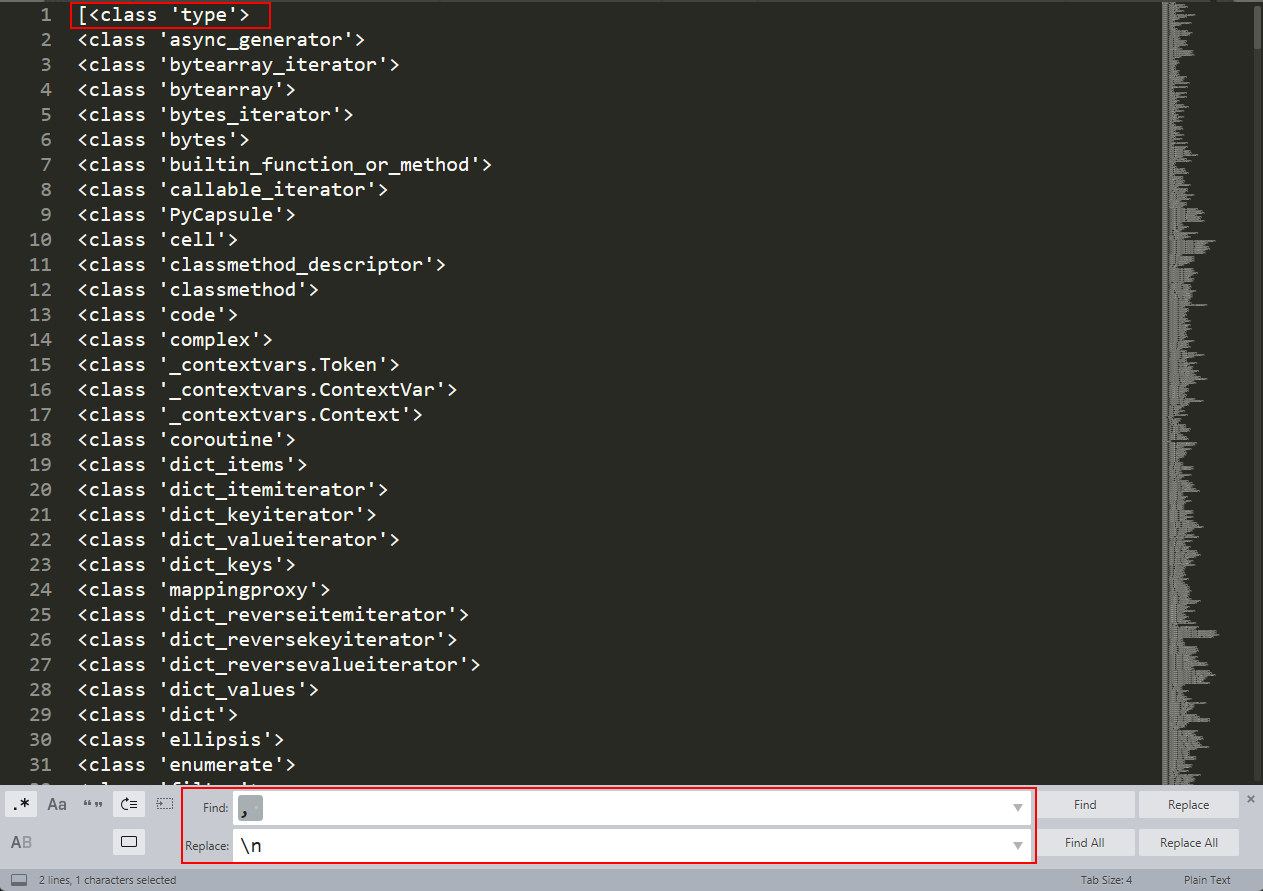 1 [<class 'type'>
2 <class 'async_generator'>
3 <class 'bytearray_iterator'>
4 <class 'bytearray'>
5 <class 'bytes_iterator'>
6 <class 'bytes'>
7 <class 'builtin_function_or_method'>
8 <class 'callable_iterator'>
9 <class 'PyCapsule'>
10 <class 'cell'>
11 <class 'classmethod_descriptor'>
12 <class 'classmethod'>
13 <class 'code'>
14 <class 'complex'>
15 <class '_contextvars.Token'>
16 <class '_contextvars.ContextVar'>
17 <class '_contextvars.Context'>
18 <class 'coroutine'>
19 <class 'dict_items'>
20 <class 'dict_itemiterator'>
21 <class 'dict_keyiterator'>
22 <class 'dict_valueiterator'>
23 <class 'dict_keys'>
24 <class 'mappingproxy'>
25 <class 'dict_reverseitemiterator'>
26 <class 'dict_reversekeyiterator'>
27 <class 'dict_reversevalueiterator'>
28 <class 'dict_values'>
29 <class 'dict'>
30 <class 'ellipsis'>
31 <class 'enumerate'>
.* Aa “” Find: , Find Replace ×
AB Replace: \n Find All Replace All
2 lines, 1 characters selected Tab Size: 4 Plain Text